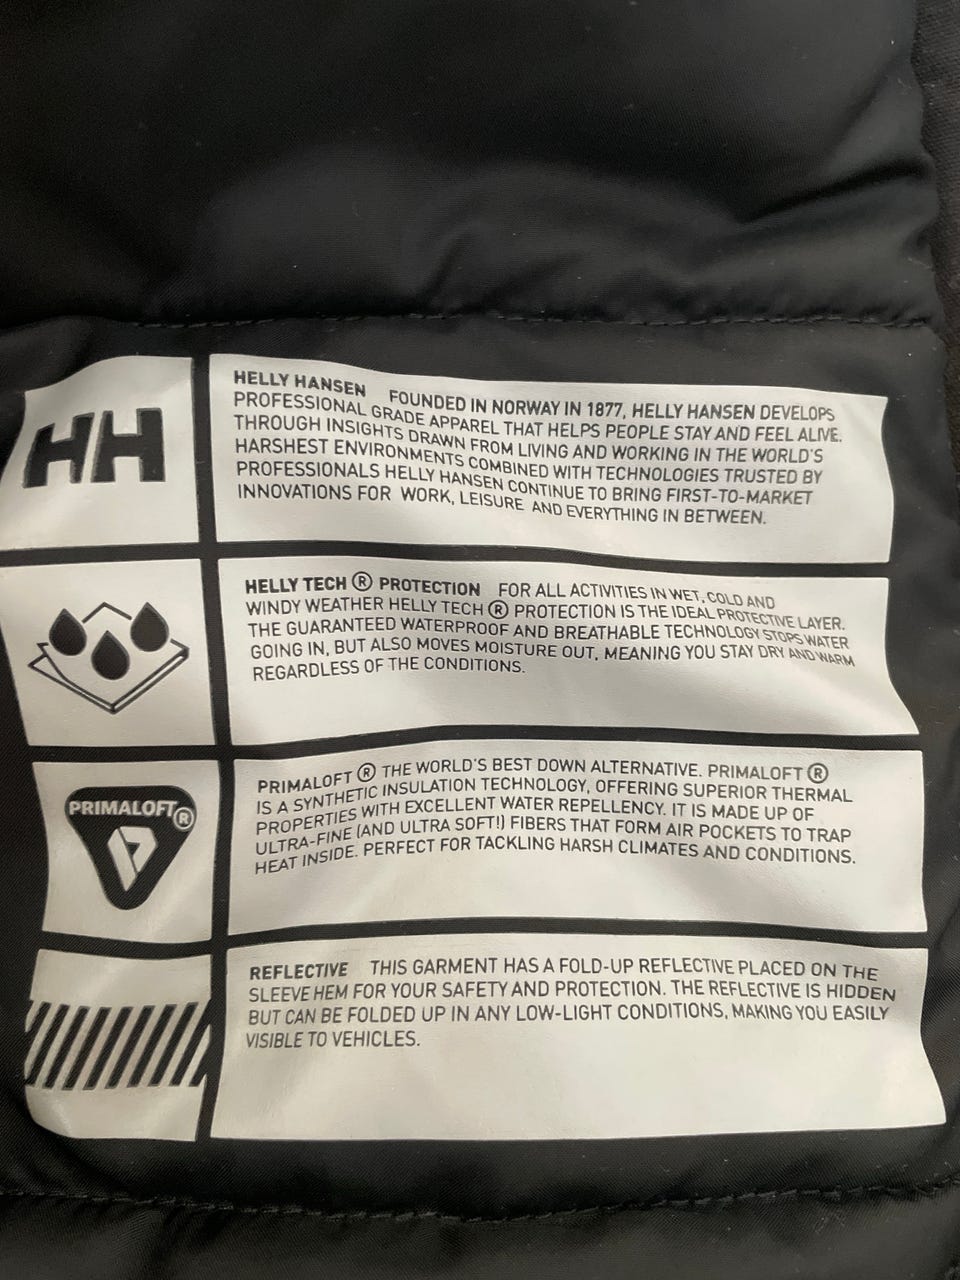 HH
HELLY HANSEN FOUNDED IN NORWAY IN 1877, HELLY HANSEN DEVELOPS
PROFESSIONAL GRADE APPAREL THAT HELPS PEOPLE STAY AND FEEL ALIVE.
THROUGH INSIGHTS DRAWN FROM LIVING AND WORKING IN THE WORLD'S
HARSHEST ENVIRONMENTS COMBINED WITH TECHNOLOGIES TRUSTED BY
PROFESSIONALS HELLY HANSEN CONTINUE TO BRING FIRST-TO-MARKET
INNOVATIONS FOR WORK, LEISURE AND EVERYTHING IN BETWEEN.
HELLY TECH ® PROTECTION FOR ALL ACTIVITIES IN WET, COLD AND
WINDY WEATHER HELLY TECH ® PROTECTION IS THE IDEAL PROTECTIVE LAYER.
THE GUARANTEED WATERPROOF AND BREATHABLE TECHNOLOGY STOPS WATER
GOING IN, BUT ALSO MOVES MOISTURE OUT, MEANING YOU STAY DRY AND WARM
REGARDLESS OF THE CONDITIONS.
PRIMALOFT®
PRIMALOFT ® THE WORLD'S BEST DOWN ALTERNATIVE. PRIMALOFT ®
IS A SYNTHETIC INSULATION TECHNOLOGY, OFFERING SUPERIOR THERMAL
PROPERTIES WITH EXCELLENT WATER REPELLENCY. IT IS MADE UP OF
ULTRA-FINE (AND ULTRA SOFT!) FIBERS THAT FORM AIR POCKETS TO TRAP
HEAT INSIDE. PERFECT FOR TACKLING HARSH CLIMATES AND CONDITIONS.
REFLECTIVE THIS GARMENT HAS A FOLD-UP REFLECTIVE PLACED ON THE
SLEEVE HEM FOR YOUR SAFETY AND PROTECTION. THE REFLECTIVE IS HIDDEN
BUT CAN BE FOLDED UP IN ANY LOW-LIGHT CONDITIONS, MAKING YOU EASILY
VISIBLE TO VEHICLES.